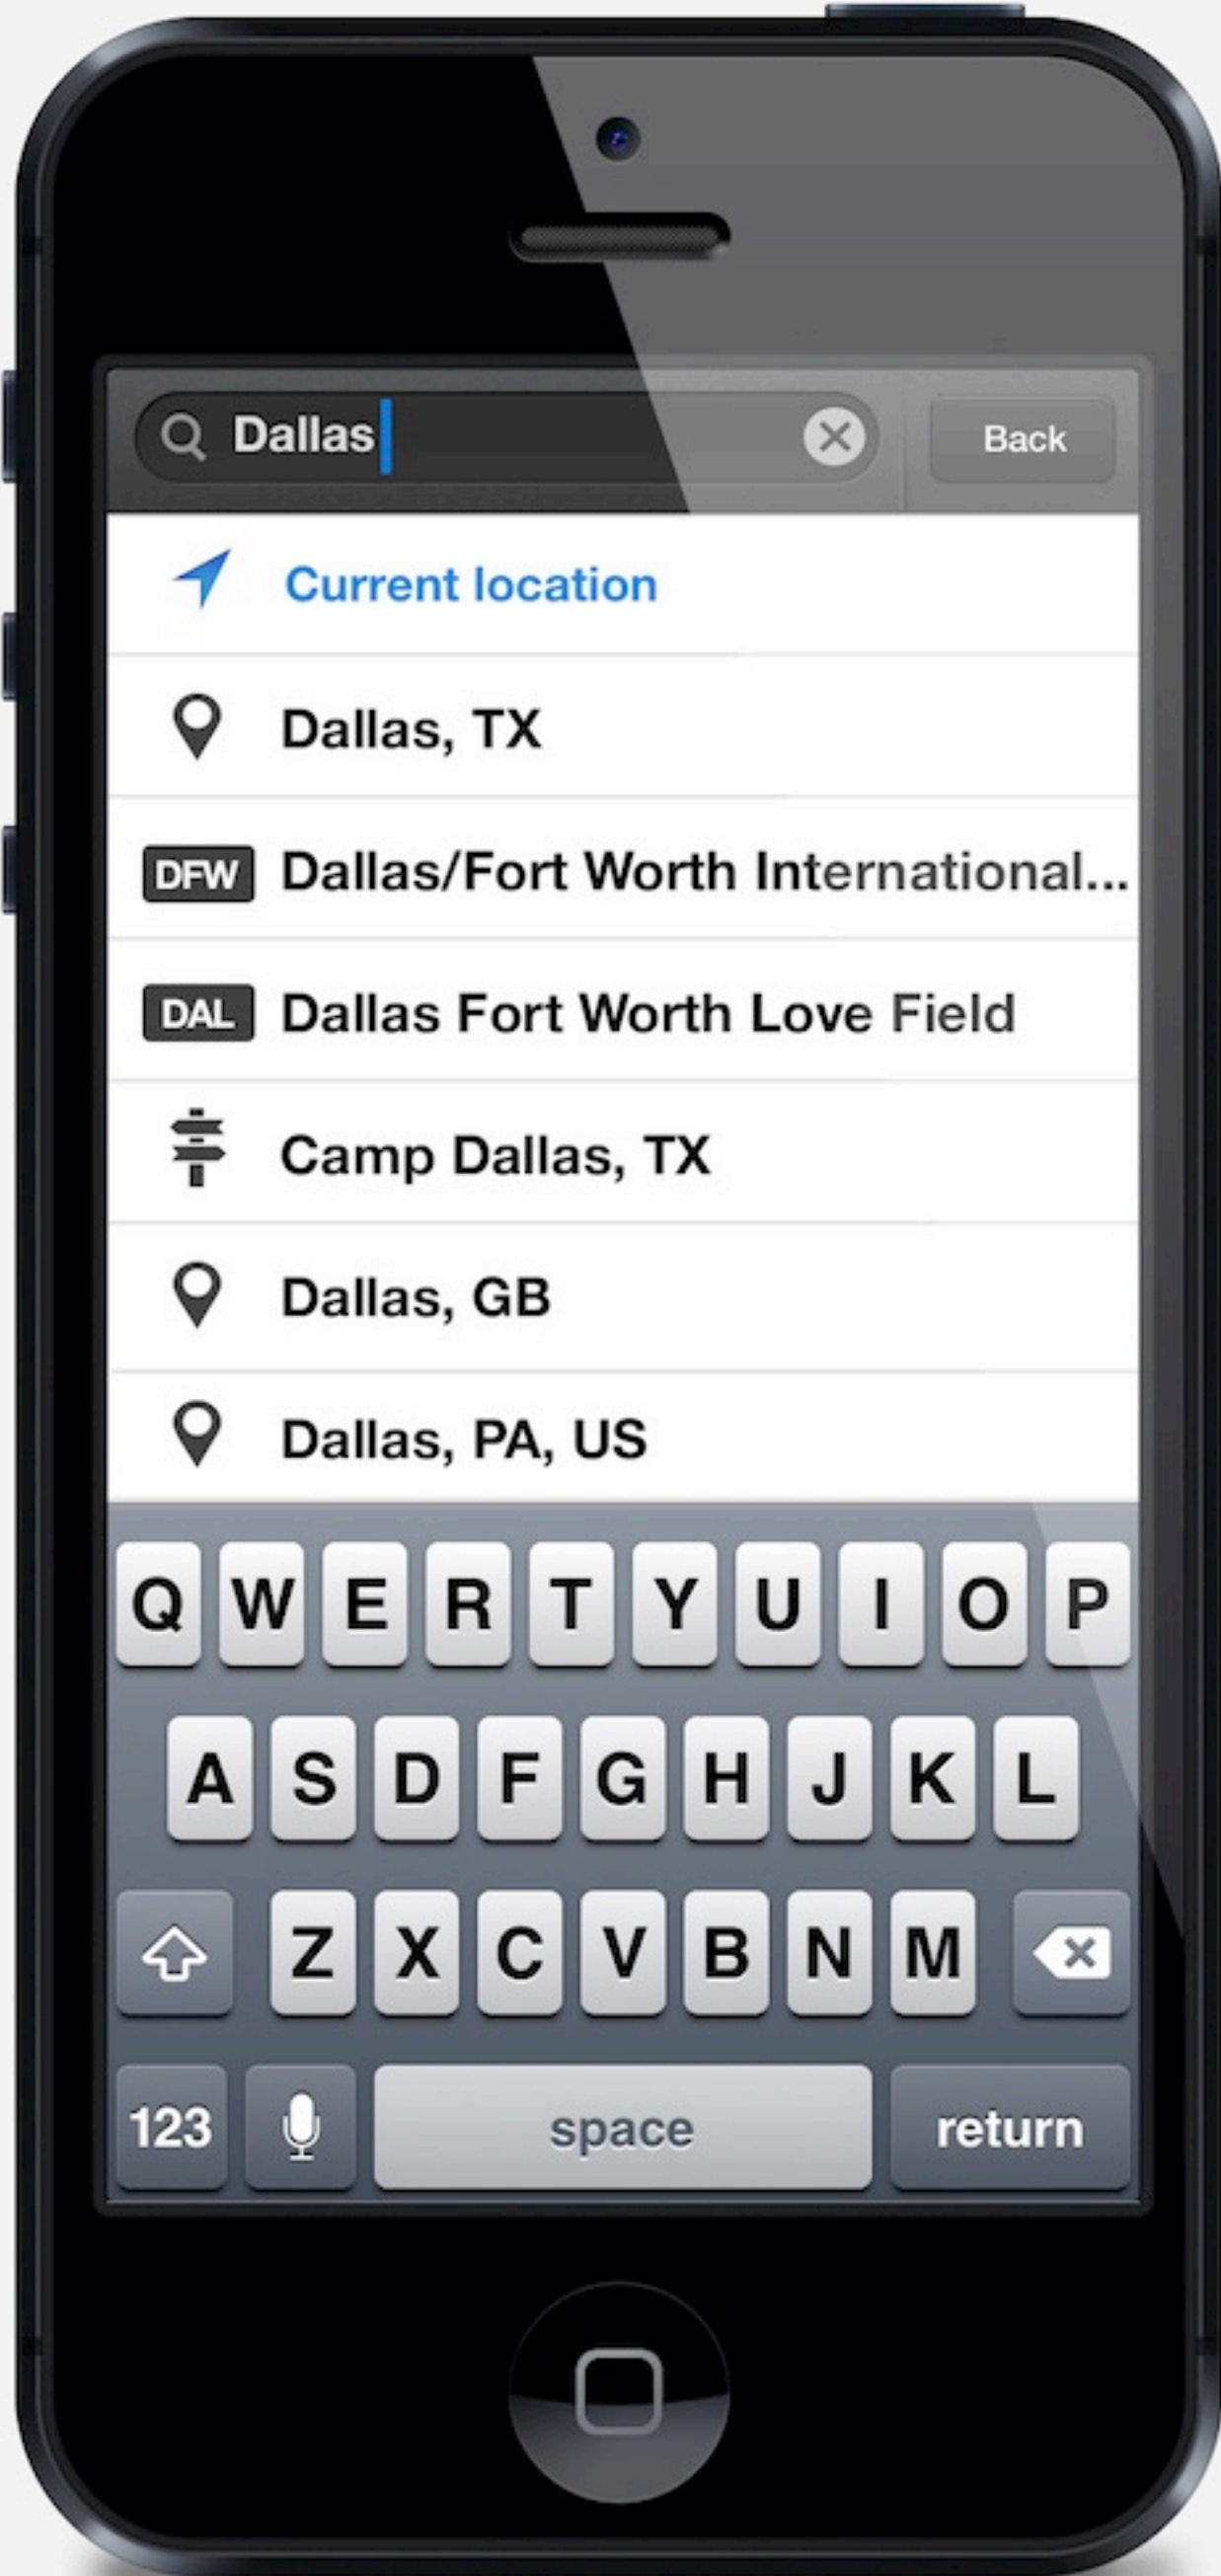 Dallas
Back
Current location
Dallas, TX
DFW Dallas/Fort Worth International...
DAL Dallas Fort Worth Love Field
Camp Dallas, TX
Dallas, GB
Dallas, PA, US
Q W E R T Y U I O P
A S D F G H J K L
Z X C V B N M
123 space return